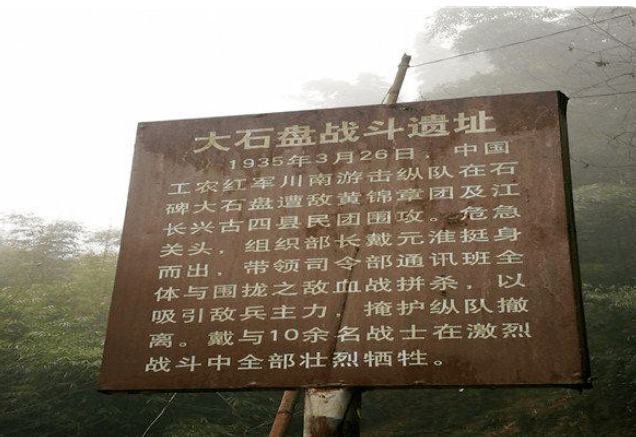 大石盘战斗遗址
1935年3月26日，中国
工农红军川南游击纵队在石
碑大石盘遭敌黄锦章团及江
长兴古四县民团围攻。危急
关头，组织部长戴元淮挺身
而出，带领司令部通讯班全
体与围拢之敌血战拼杀，以
吸引敌兵主力，掩护纵队撤
离。戴与10余名战士在激烈
战斗中全部壮烈牺牲。